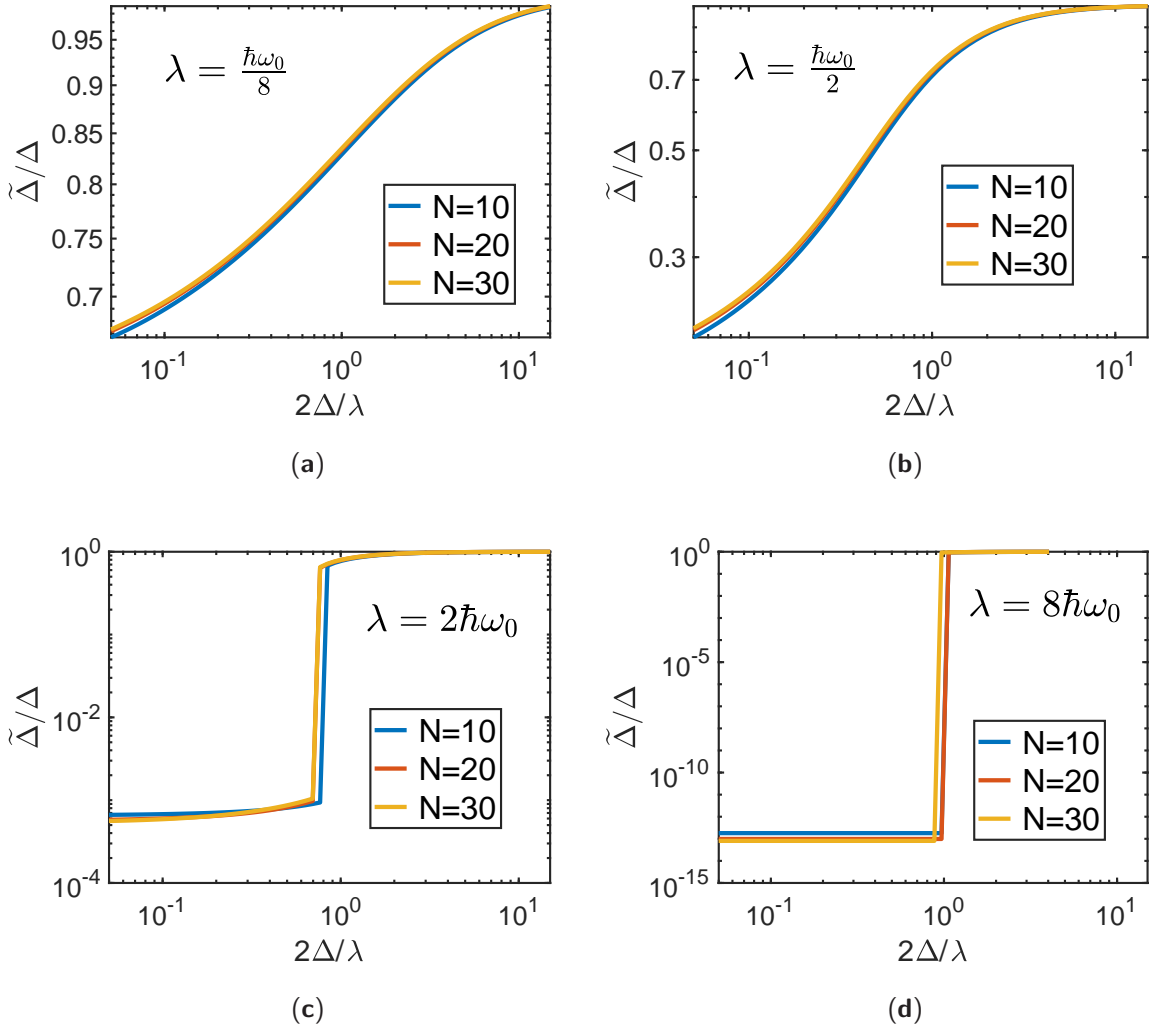 0.95
0.9
0.85
0.8
0.75
0.7
Δ̃/Δ
λ = ħω₀/8
N=10
N=20
N=30
10⁻¹ 10⁰ 10¹
2Δ/λ
(a)
0.7
0.5
0.3
Δ̃/Δ
λ = ħω₀/2
N=10
N=20
N=30
10⁻¹ 10⁰ 10¹
2Δ/λ
(b)
10⁰
10⁻²
10⁻⁴
Δ̃/Δ
λ = 2ħω₀
N=10
N=20
N=30
10⁻¹ 10⁰ 10¹
2Δ/λ
(c)
10⁰
10⁻⁵
10⁻¹⁰
10⁻¹⁵
Δ̃/Δ
λ = 8ħω₀
N=10
N=20
N=30
10⁻¹ 10⁰ 10¹
2Δ/λ
(d)